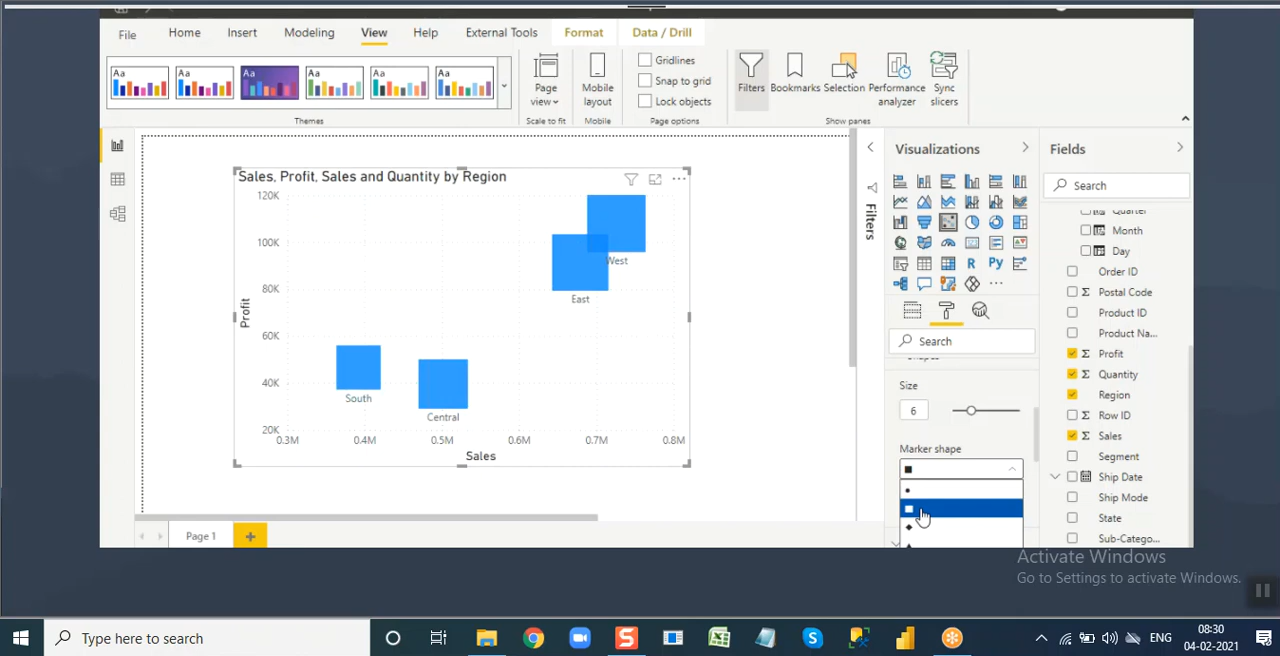 File
Home
Insert
Modeling
View
Help
External Tools
Format
Data / Drill
Aa
Aa
Aa
Aa
Aa
Aa
Themes
Page
view
Scale to fit
Mobile
layout
Mobile
Gridlines
Snap to grid
Lock objects
Page options
Filters
Bookmarks
Selection
Performance
analyzer
Sync
slicers
Show panes
Sales, Profit, Sales and Quantity by Region
120K
100K
80K
60K
40K
20K
Profit
West
East
South
Central
0.3M
0.4M
0.5M
0.6M
0.7M
0.8M
Sales
Page 1
Filters
Visualizations
R
Py
Search
Shapes
Size
6
Marker shape
Fields
Search
Quarter
Month
Day
Order ID
Postal Code
Product ID
Product Na...
Profit
Quantity
Region
Row ID
Sales
Segment
Ship Date
Ship Mode
State
Sub-Catego...
Activate Windows
Go to Settings to activate Windows.
Type here to search
ENG
08:30
04-02-2021